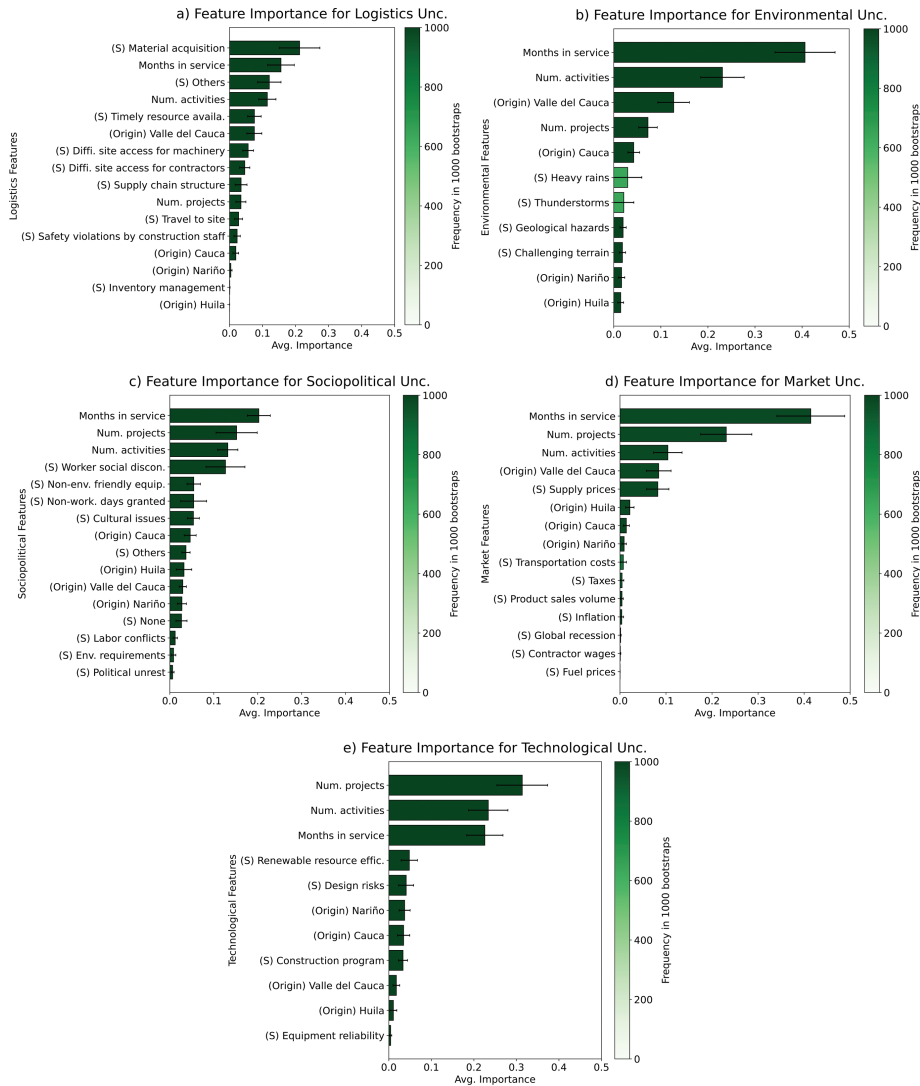 a) Feature Importance for Logistics Unc.
Logistics Features
(S) Material acquisition
Months in service
(S) Others
Num. activities
(S) Timely resource availa.
(Origin) Valle del Cauca
(S) Diffi. site access for machinery
(S) Diffi. site access for contractors
(S) Supply chain structure
Num. projects
(S) Travel to site
(S) Safety violations by construction staff
(Origin) Cauca
(Origin) Nariño
(S) Inventory management
(Origin) Huila
0.0 0.1 0.2 0.3 0.4 0.5
Avg. Importance
1000
800
600
400
200
0
Frequency in 1000 bootstraps
b) Feature Importance for Environmental Unc.
Environmental Features
Months in service
Num. activities
(Origin) Valle del Cauca
Num. projects
(Origin) Cauca
(S) Heavy rains
(S) Thunderstorms
(S) Geological hazards
(S) Challenging terrain
(Origin) Nariño
(Origin) Huila
0.0 0.1 0.2 0.3 0.4 0.5
Avg. Importance
1000
800
600
400
200
0
Frequency in 1000 bootstraps
c) Feature Importance for Sociopolitical Unc.
Sociopolitical Features
Months in service
Num. projects
Num. activities
(S) Worker social discon.
(S) Non-env. friendly equip.
(S) Non-work. days granted
(S) Cultural issues
(Origin) Cauca
(S) Others
(Origin) Huila
(Origin) Valle del Cauca
(Origin) Nariño
(S) None
(S) Labor conflicts
(S) Env. requirements
(S) Political unrest
0.0 0.1 0.2 0.3 0.4 0.5
Avg. Importance
1000
800
600
400
200
0
Frequency in 1000 bootstraps
d) Feature Importance for Market Unc.
Market Features
Months in service
Num. projects
Num. activities
(Origin) Valle del Cauca
(S) Supply prices
(Origin) Huila
(Origin) Cauca
(Origin) Nariño
(S) Transportation costs
(S) Taxes
(S) Product sales volume
(S) Inflation
(S) Global recession
(S) Contractor wages
(S) Fuel prices
0.0 0.1 0.2 0.3 0.4 0.5
Avg. Importance
1000
800
600
400
200
0
Frequency in 1000 bootstraps
e) Feature Importance for Technological Unc.
Technological Features
Num. projects
Num. activities
Months in service
(S) Renewable resource effic.
(S) Design risks
(Origin) Nariño
(Origin) Cauca
(S) Construction program
(Origin) Valle del Cauca
(Origin) Huila
(S) Equipment reliability
0.0 0.1 0.2 0.3 0.4 0.5
Avg. Importance
1000
800
600
400
200
0
Frequency in 1000 bootstraps